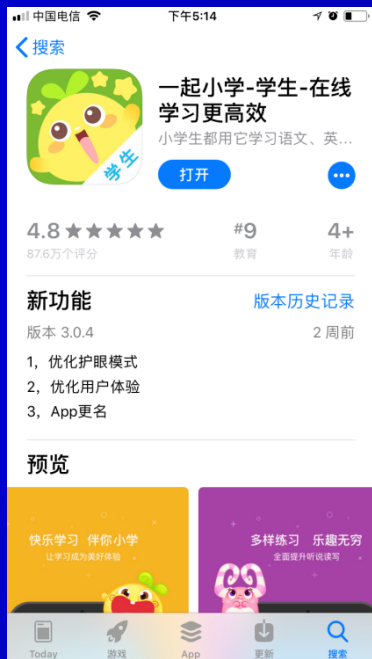 中国电信 下午5:14
搜索
一起小学-学生-在线
学习更高效
小学生都用它学习语文、英...
学生
打开
4.8 #9 4+
87.6万个评分 教育 年龄
新功能 版本历史记录
版本 3.0.4 2 周前
1，优化护眼模式
2，优化用户体验
3，App更名
预览
快乐学习 伴你小学
让学习成为美好体验
多样练习 乐趣无穷
全面提升听说读写
Today 游戏 App 更新 搜索